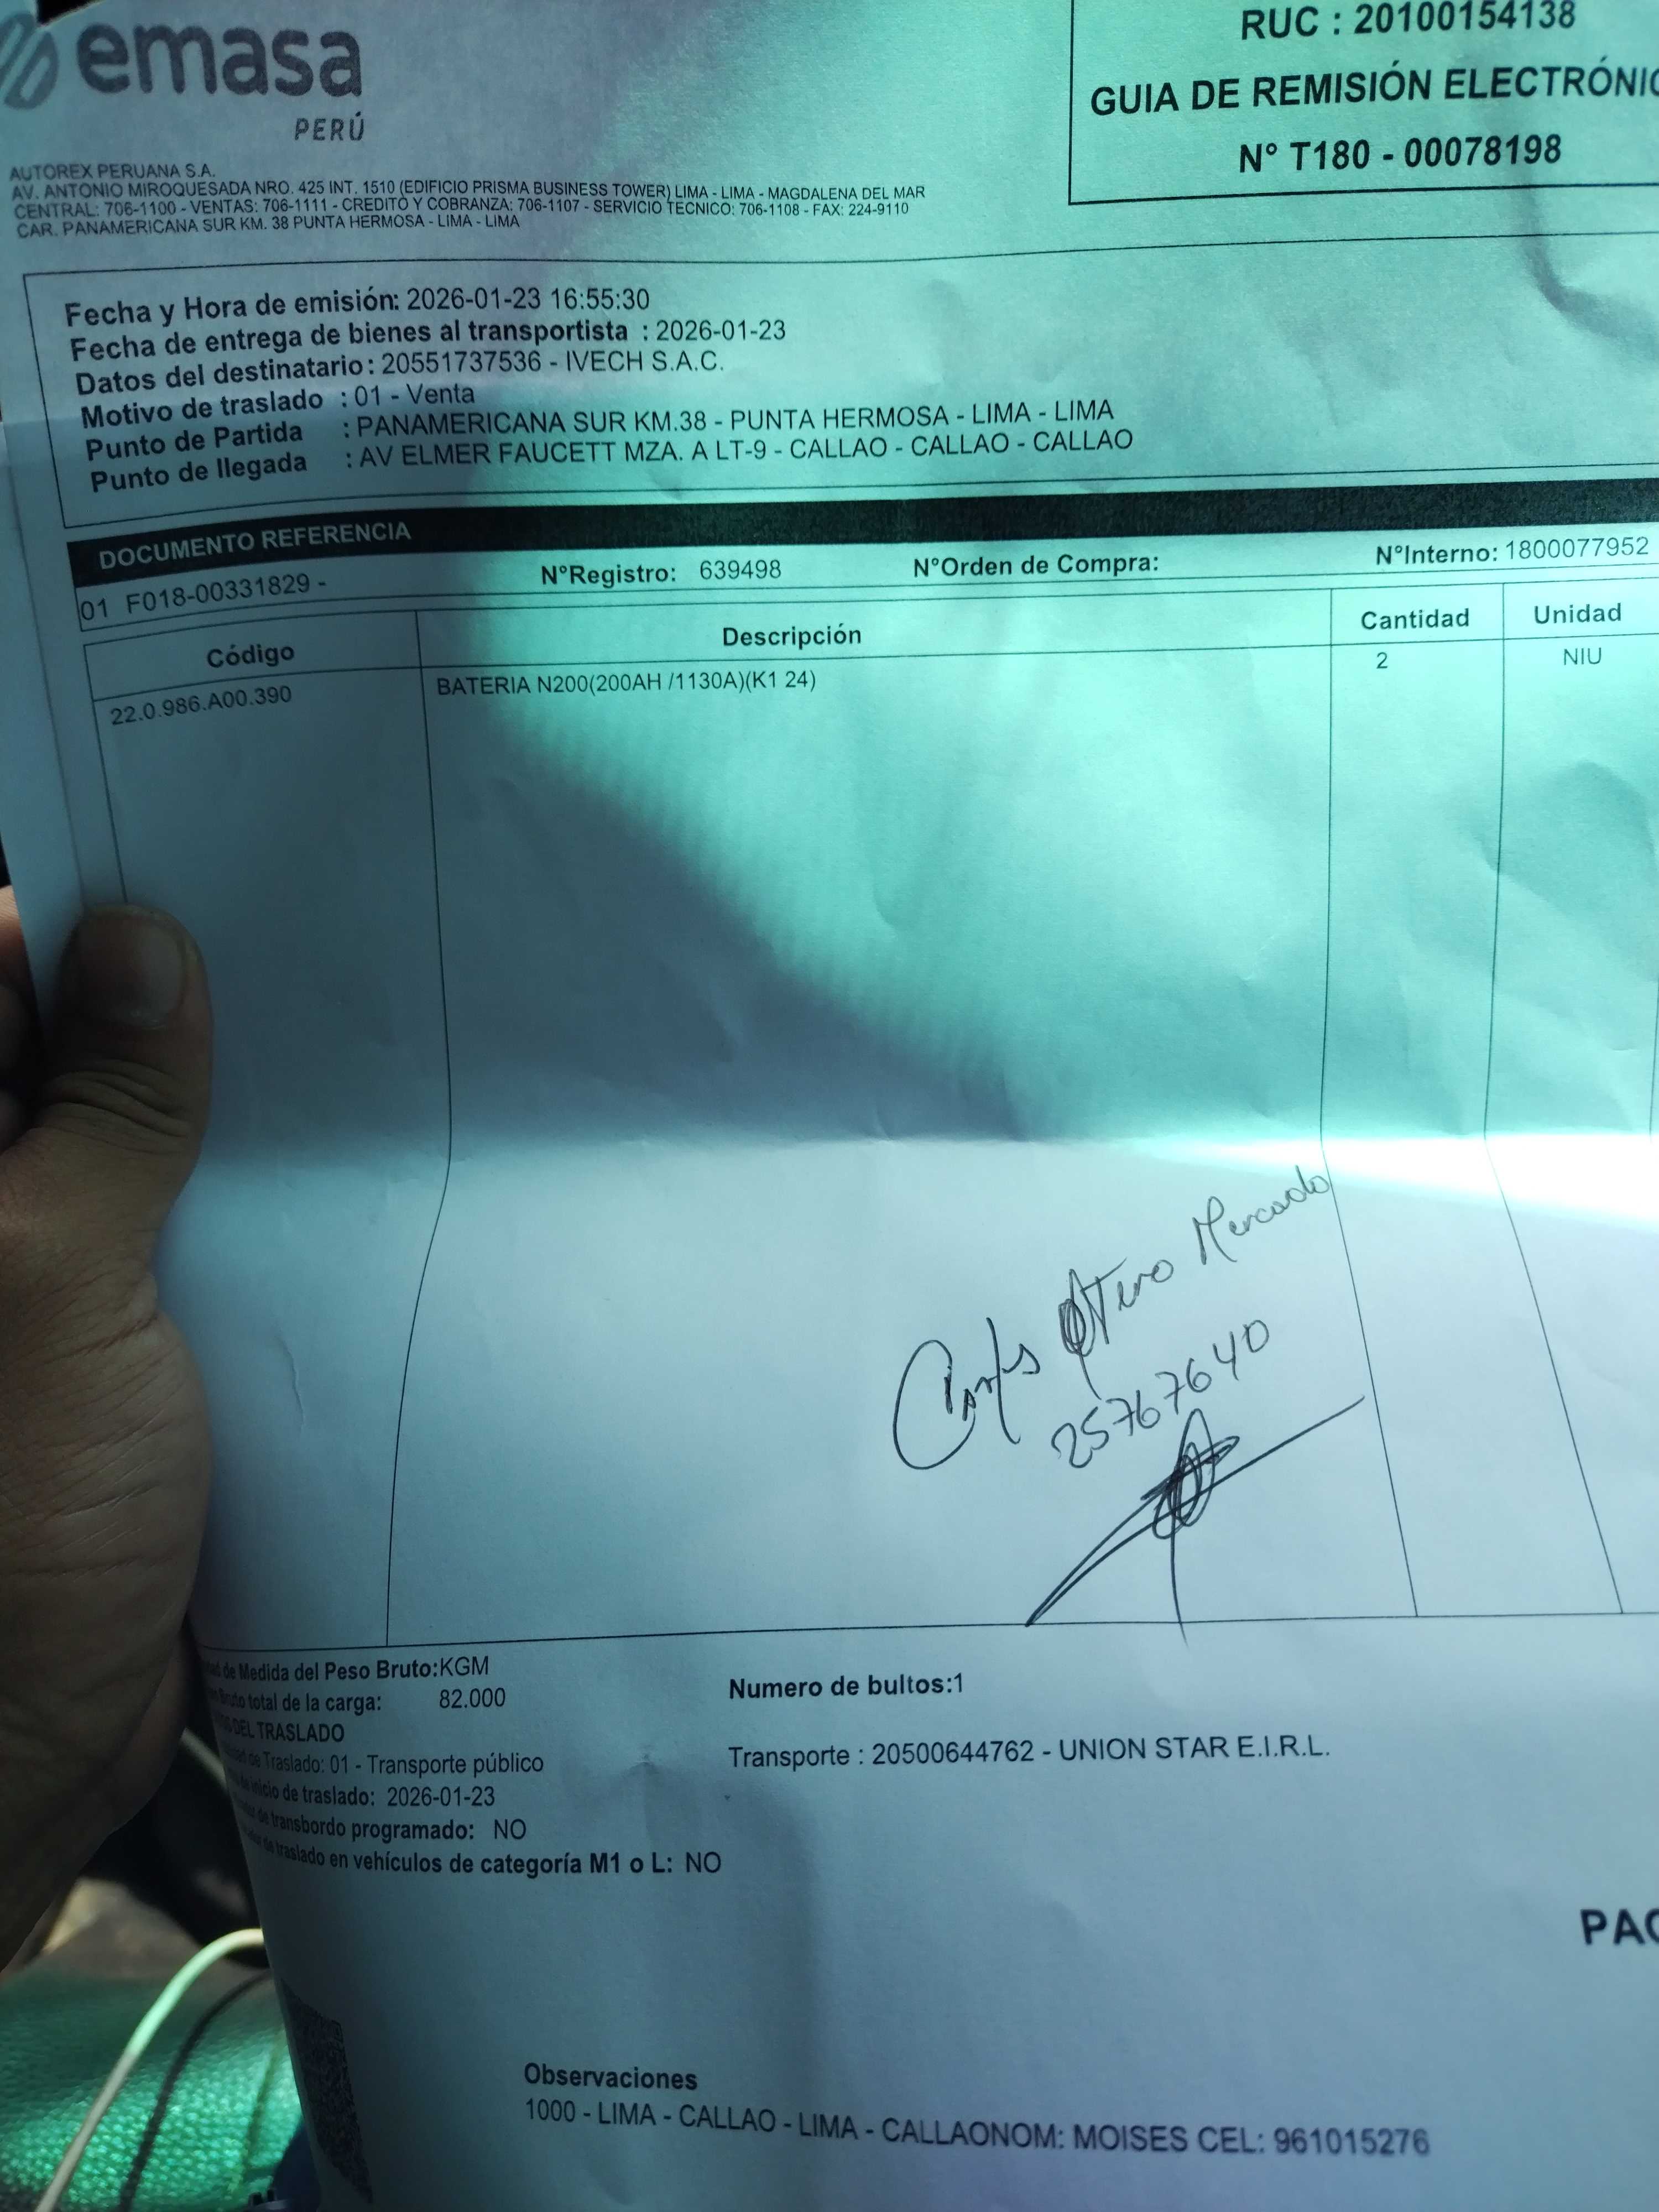 emasa
PERÚ
RUC : 20100154138
GUIA DE REMISIÓN ELECTRÓNIC
N° T180 - 00078198
AUTOREX PERUANA S.A.
AV. ANTONIO MIROQUESADA NRO. 425 INT. 1510 (EDIFICIO PRISMA BUSINESS TOWER) LIMA - LIMA - MAGDALENA DEL MAR
CENTRAL: 706-1100 - VENTAS: 706-1111 - CREDITO Y COBRANZA: 706-1107 - SERVICIO TECNICO: 706-1108 - FAX: 224-9110
CAR. PANAMERICANA SUR KM. 38 PUNTA HERMOSA - LIMA - LIMA
Fecha y Hora de emisión: 2026-01-23 16:55:30
Fecha de entrega de bienes al transportista : 2026-01-23
Datos del destinatario : 20551737536 - IVECH S.A.C.
Motivo de traslado : 01 - Venta
Punto de Partida : PANAMERICANA SUR KM.38 - PUNTA HERMOSA - LIMA - LIMA
Punto de llegada : AV ELMER FAUCETT MZA. A LT-9 - CALLAO - CALLAO - CALLAO
DOCUMENTO REFERENCIA
01 F018-00331829 - N°Registro: 639498 N°Orden de Compra: N°Interno: 1800077952
Código Descripción Cantidad Unidad
22.0.986.A00.390 BATERIA N200(200AH /1130A)(K1 24) 2 NIU
Otero Mercado
25767640
de Medida del Peso Bruto:KGM
Bruto total de la carga: 82.000 Numero de bultos:1
DEL TRASLADO
de Traslado: 01 - Transporte público Transporte : 20500644762 - UNION STAR E.I.R.L.
inicio de traslado: 2026-01-23
de transbordo programado: NO
de traslado en vehículos de categoría M1 o L: NO
PAG
Observaciones
1000 - LIMA - CALLAO - LIMA - CALLAONOM: MOISES CEL: 961015276